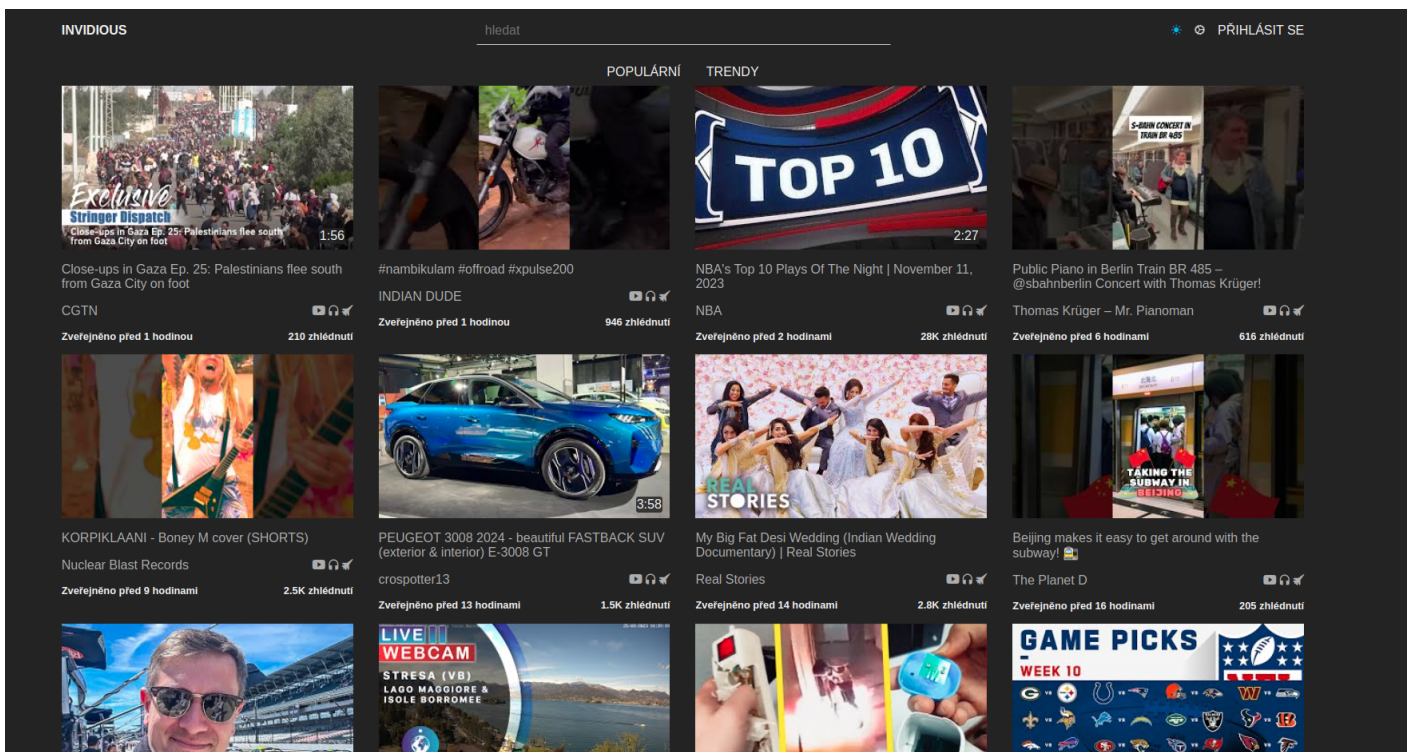 INVIDIOUS
hledat
PŘIHLÁSIT SE
POPULÁRNÍ
TRENDY
Exclusive
Stringer Dispatch
Close-ups in Gaza Ep. 25: Palestinians flee south
from Gaza City on foot
1:56
TOP 10
2:27
S-BAHN CONCERT IN
TRAIN BR 485
Close-ups in Gaza Ep. 25: Palestinians flee south
from Gaza City on foot
CGTN
Zveřejněno před 1 hodinou
210 zhlédnutí
#nambikulam #offroad #xpulse200
INDIAN DUDE
Zveřejněno před 1 hodinou
946 zhlédnutí
NBA's Top 10 Plays Of The Night | November 11,
2023
NBA
Zveřejněno před 2 hodinami
28K zhlédnutí
Public Piano in Berlin Train BR 485 –
@sbahnberlin Concert with Thomas Krüger!
Thomas Krüger – Mr. Pianoman
Zveřejněno před 6 hodinami
616 zhlédnutí
3:58
REAL
STORIES
TAKING THE
SUBWAY IN
BEIJING
KORPIKLAANI - Boney M cover (SHORTS)
Nuclear Blast Records
Zveřejněno před 9 hodinami
2.5K zhlédnutí
PEUGEOT 3008 2024 - beautiful FASTBACK SUV
(exterior & interior) E-3008 GT
crospotter13
Zveřejněno před 13 hodinami
1.5K zhlédnutí
My Big Fat Desi Wedding (Indian Wedding
Documentary) | Real Stories
Real Stories
Zveřejněno před 14 hodinami
2.8K zhlédnutí
Beijing makes it easy to get around with the
subway! 🚉
The Planet D
Zveřejněno před 16 hodinami
205 zhlédnutí
LIVE
WEBCAM
STRESA (VB)
LAGO MAGGIORE &
ISOLE BORROMEE
GAME PICKS
WEEK 10